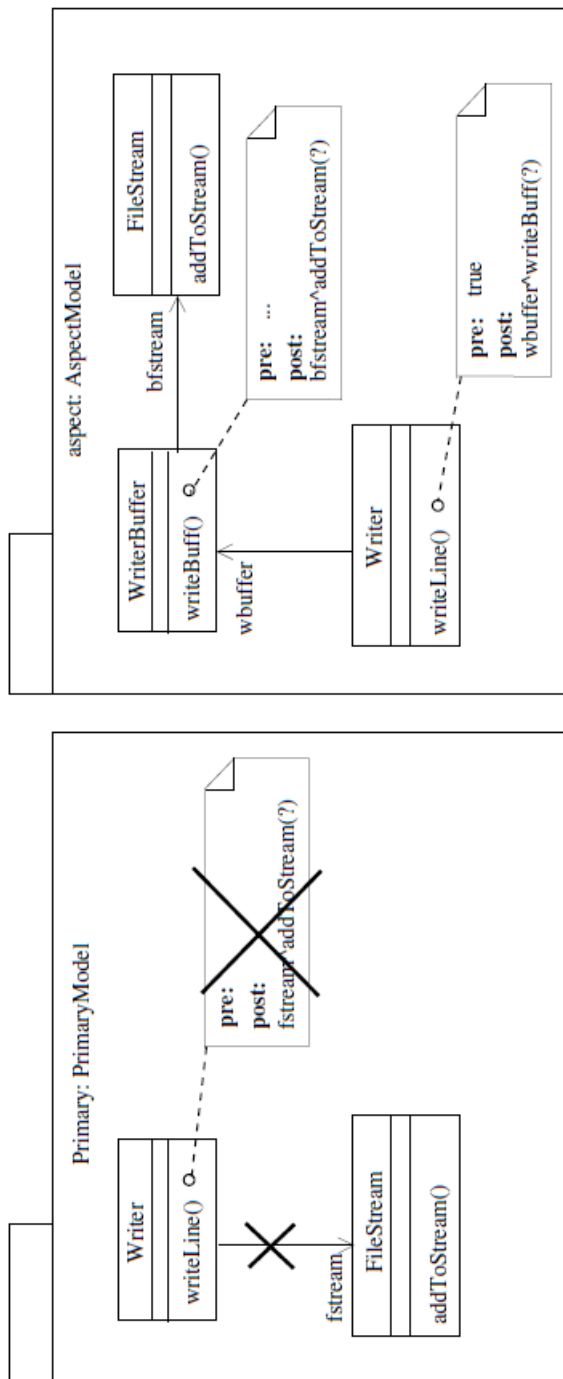 Primary: PrimaryModel
Writer
writeLine()
pre:
post:
fstream^addToStream(?)
fstream
FileStream
addToStream()
aspect: AspectModel
WriterBuffer
writeBuff()
bfstream
FileStream
addToStream()
pre: ...
post:
bfstream^addToStream(?)
wbuffer
Writer
writeLine()
pre: true
post:
wbuffer^writeBuff(?)